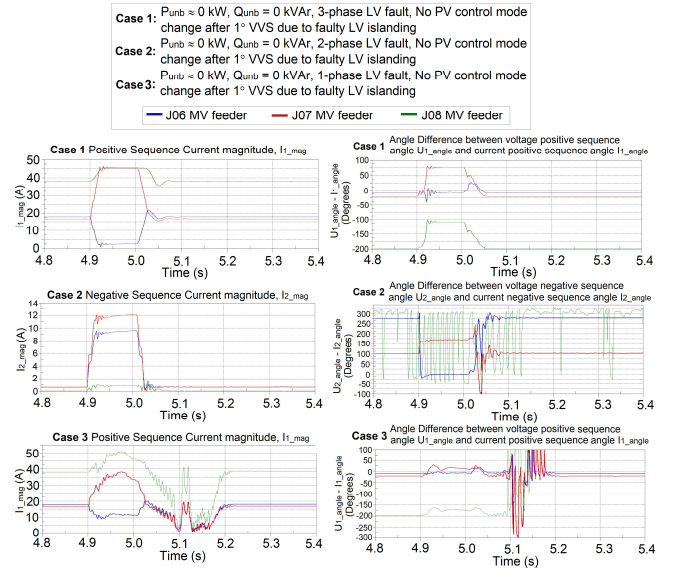 Case 1: Punb ≈ 0 kW, Qunb = 0 kVAr, 3-phase LV fault, No PV control mode
change after 1° VVS due to faulty LV islanding
Case 2: Punb ≈ 0 kW, Qunb = 0 kVAr, 2-phase LV fault, No PV control mode
change after 1° VVS due to faulty LV islanding
Case 3: Punb ≈ 0 kW, Qunb = 0 kVAr, 1-phase LV fault, No PV control mode
change after 1° VVS due to faulty LV islanding
J06 MV feeder J07 MV feeder J08 MV feeder
Case 1 Positive Sequence Current magnitude, I1_mag
I1_mag (A)
50
40
30
20
10
0
4.8 4.9 5.0 5.1 5.2 5.3 5.4
Time (s)
Case 1 Angle Difference between voltage positive sequence
angle U1_angle and current positive sequence angle I1_angle
U1_angle - I1_angle
(Degrees)
100
50
0
-50
-100
-150
-200
4.8 4.9 5.0 5.1 5.2 5.3 5.4
Time (s)
Case 2 Negative Sequence Current magnitude, I2_mag
I2_mag (A)
14
12
10
8
6
4
2
0
4.8 4.9 5.0 5.1 5.2 5.3 5.4
Time (s)
Case 2 Angle Difference between voltage negative sequence
angle U2_angle and current negative sequence angle I2_angle
U2_angle - I2_angle
(Degrees)
300
250
200
150
100
50
0
-50
-100
4.8 4.9 5.0 5.1 5.2 5.3 5.4
Time (s)
Case 3 Positive Sequence Current magnitude, I1_mag
I1_mag (A)
50
40
30
20
10
0
4.8 4.9 5.0 5.1 5.2 5.3 5.4
Time (s)
Case 3 Angle Difference between voltage positive sequence
angle U1_angle and current positive sequence angle I1_angle
U1_angle - I1_angle
(Degrees)
100
50
0
-50
-100
-150
-200
-250
-300
4.8 4.9 5.0 5.1 5.2 5.3 5.4
Time (s)